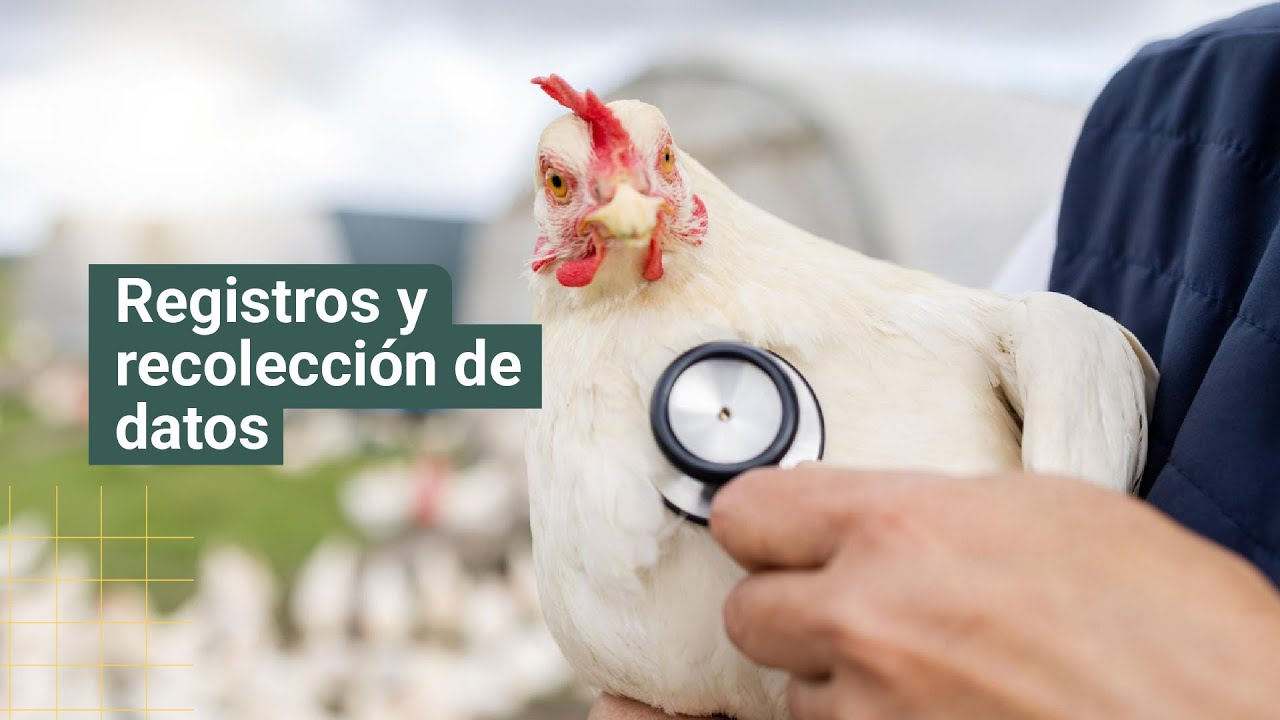 Registros y
recolección de
datos